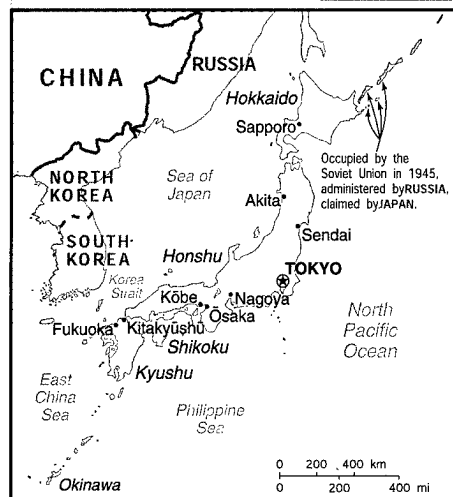 CHINA
RUSSIA
Hokkaido
Sapporo
Occupied by the
Soviet Union in 1945,
administered byRUSSIA,
claimed byJAPAN.
NORTH
KOREA
Sea of
Japan
Akita
Sendai
SOUTH
KOREA
Honshu
TOKYO
Korea
Suait
Kōbe
Nagoya
Ōsaka
North
Pacific
Ocean
Fukuoka
Kitakyūshū
Shikoku
Kyushu
East
China
Sea
Philippine
Sea
Okinawa
0 200 400 km
0 200 400 mi